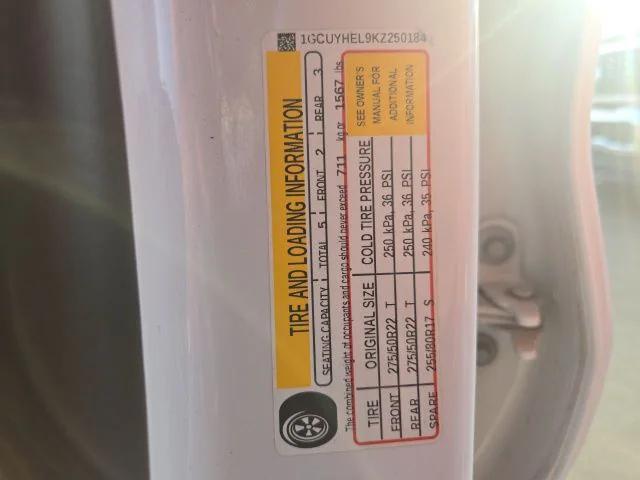 1GCUYHEL9KZ250184
TIRE AND LOADING INFORMATION
SEATING CAPACITY TOTAL 5 FRONT 2 REAR 3
The combined weight of occupants and cargo should never exceed 711 kg or 1567 lbs
TIRE ORIGINAL SIZE COLD TIRE PRESSURE
FRONT 275/50R22 T 250 kPa, 36 PSI
REAR 275/50R22 T 250 kPa, 36 PSI
SPARE 255/80R17 S 240 kPa, 35 PSI
SEE OWNER'S
MANUAL FOR
ADDITIONAL
INFORMATION